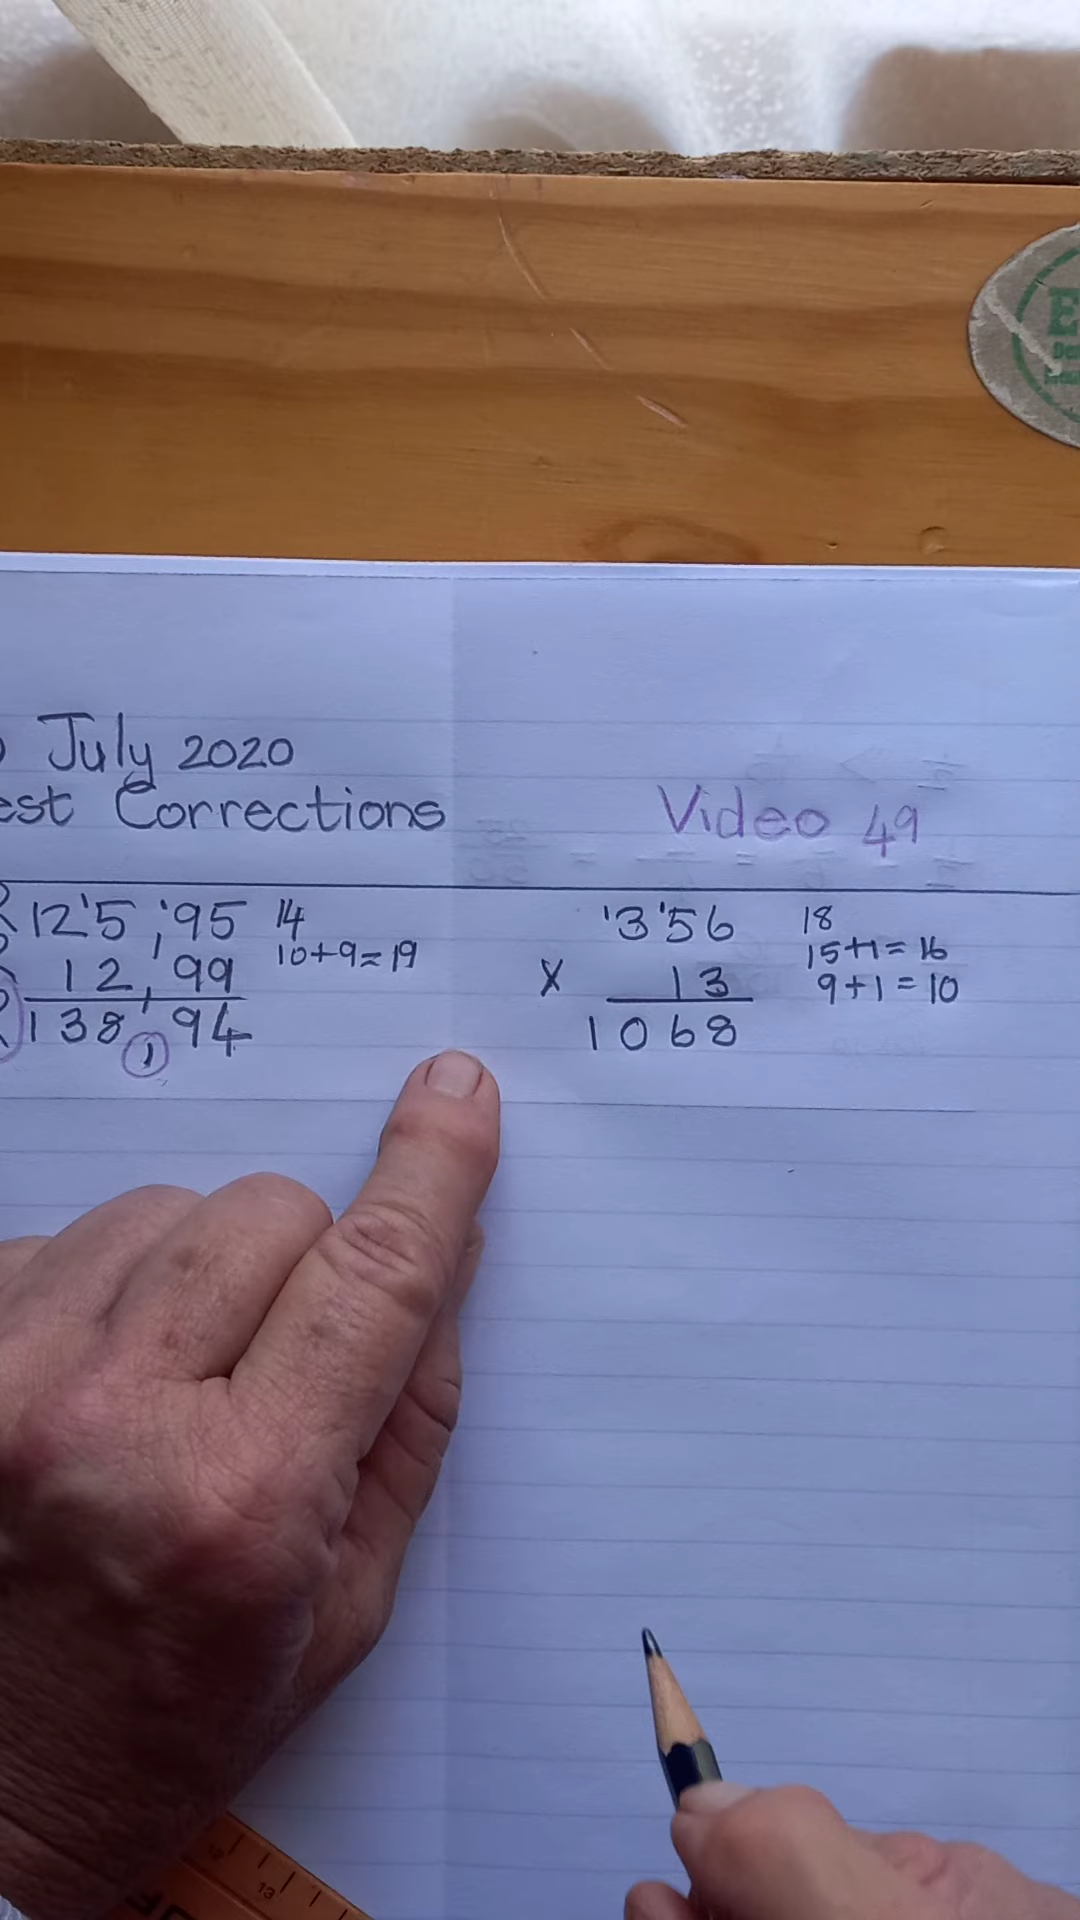 July 2020
est Corrections
Video 49
12'5,'95 14
12,99 10+9=19
138,94
1
'3'56 18
x 13 15+1=16
9+1=10
1068
E
13